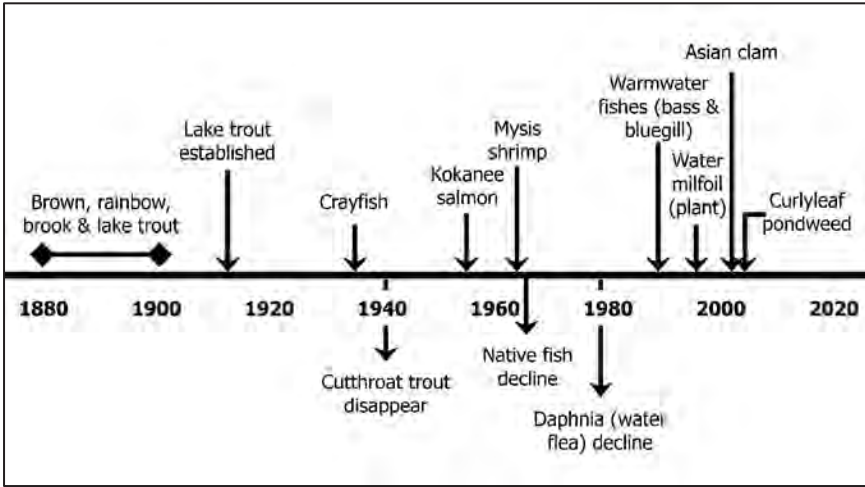 Asian clam
Warmwater
fishes (bass &
bluegill)
Lake trout
established
Mysis
shrimp
Water
milfoil
(plant)
Kokanee
salmon
Brown, rainbow,
brook & lake trout
Crayfish
Curlyleaf
pondweed
1880 1900 1920 1940 1960 1980 2000 2020
Native fish
decline
Cutthroat trout
disappear
Daphnia (water
flea) decline